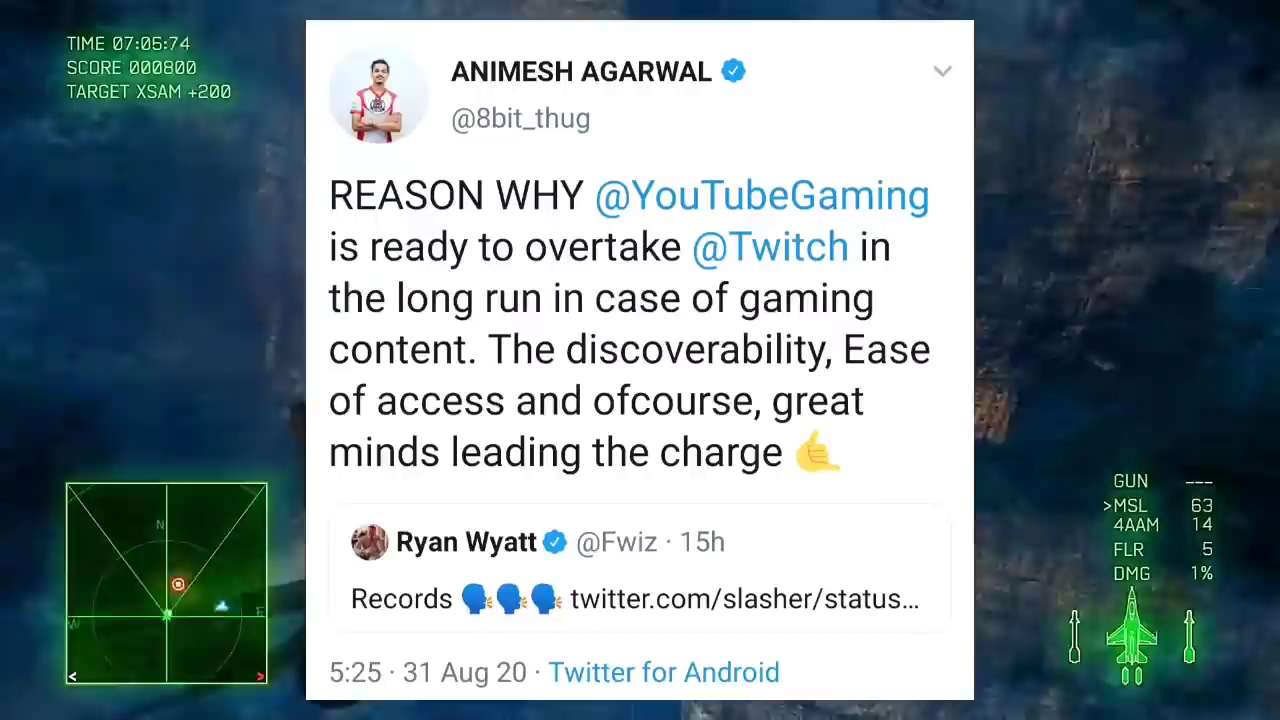 TIME 07:05:74
SCORE 000800
TARGET XSAM +200
ANIMESH AGARWAL
@8bit_thug
REASON WHY @YouTubeGaming
is ready to overtake @Twitch in
the long run in case of gaming
content. The discoverability, Ease
of access and ofcourse, great
minds leading the charge 🤙
Ryan Wyatt @Fwiz · 15h
Records 🗣️🗣️🗣️ twitter.com/slasher/status...
5:25 · 31 Aug 20 · Twitter for Android
N
E
W
< >
GUN ---
>MSL 63
4AAM 14
FLR 5
DMG 1%